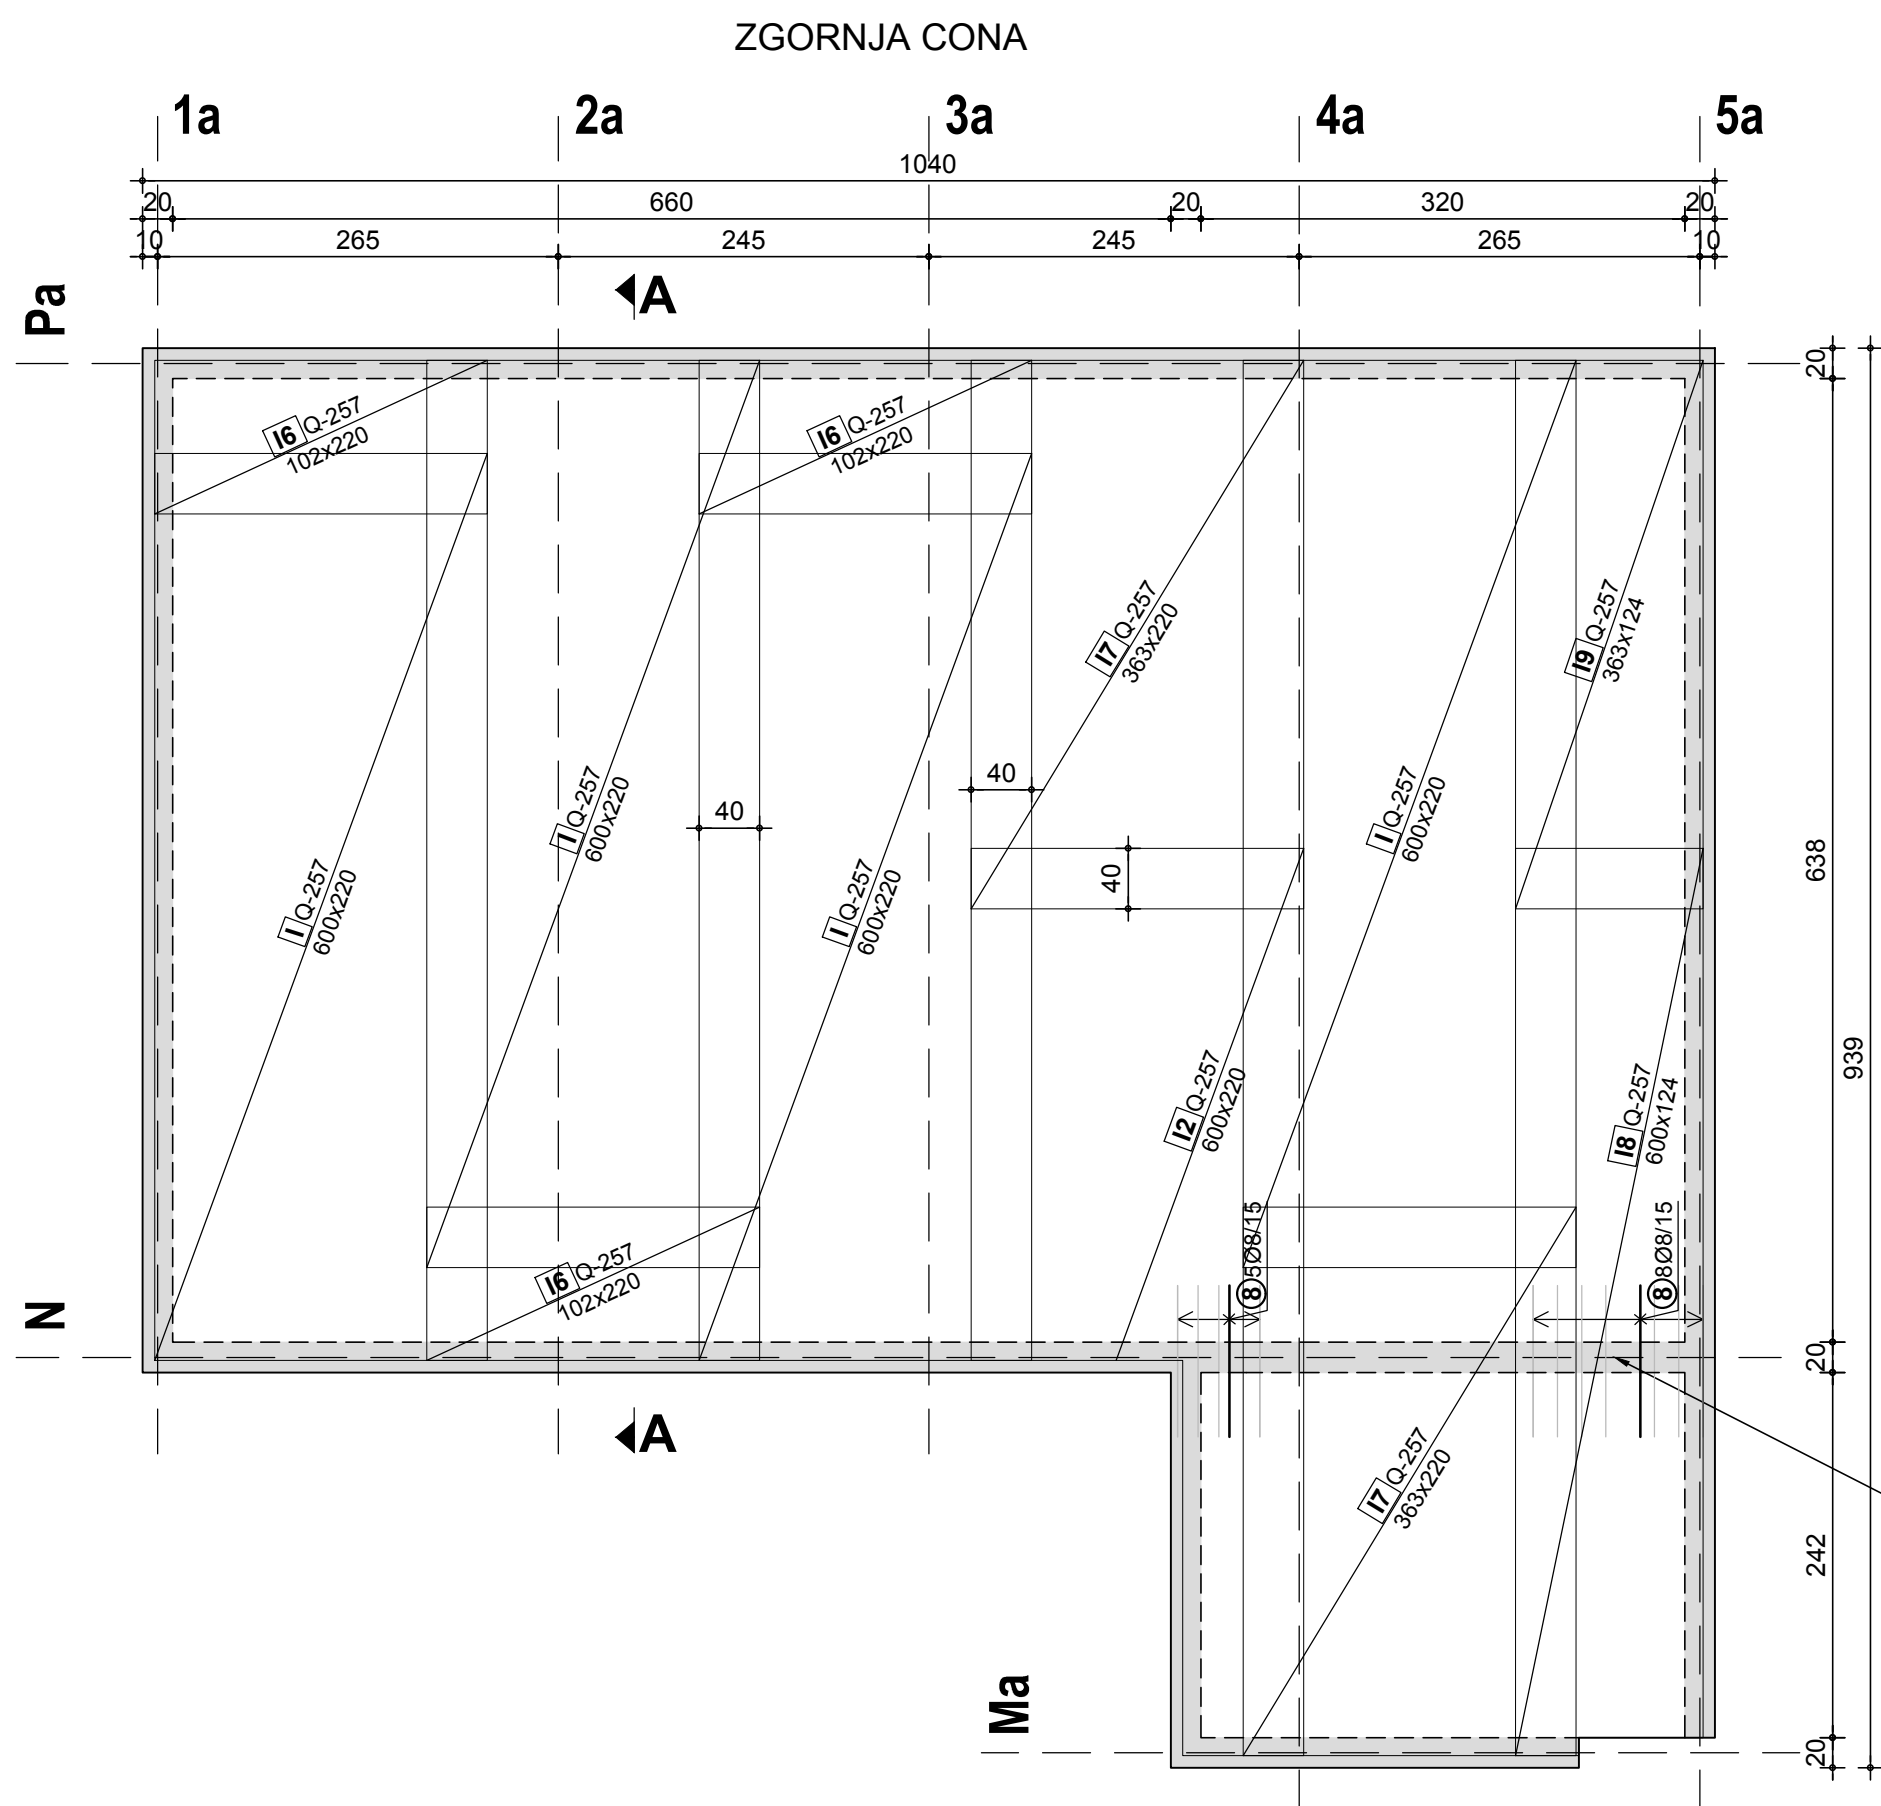 ZGORNJA CONA
1a
2a
3a
4a
5a
1040
20
660
20
320
20
10
265
245
245
265
10
A
Pa
20
I6 Q-257
102x220
I6 Q-257
102x220
I7 Q-257
363x220
I9 Q-257
363x124
I Q-257
600x220
I Q-257
600x220
40
40
40
638
I Q-257
600x220
I Q-257
600x220
939
I2 Q-257
600x220
I8 Q-257
600x124
8 5Ø8/15
8 8Ø8/15
I6 Q-257
102x220
N
20
A
I7 Q-257
363x220
242
Ma
20